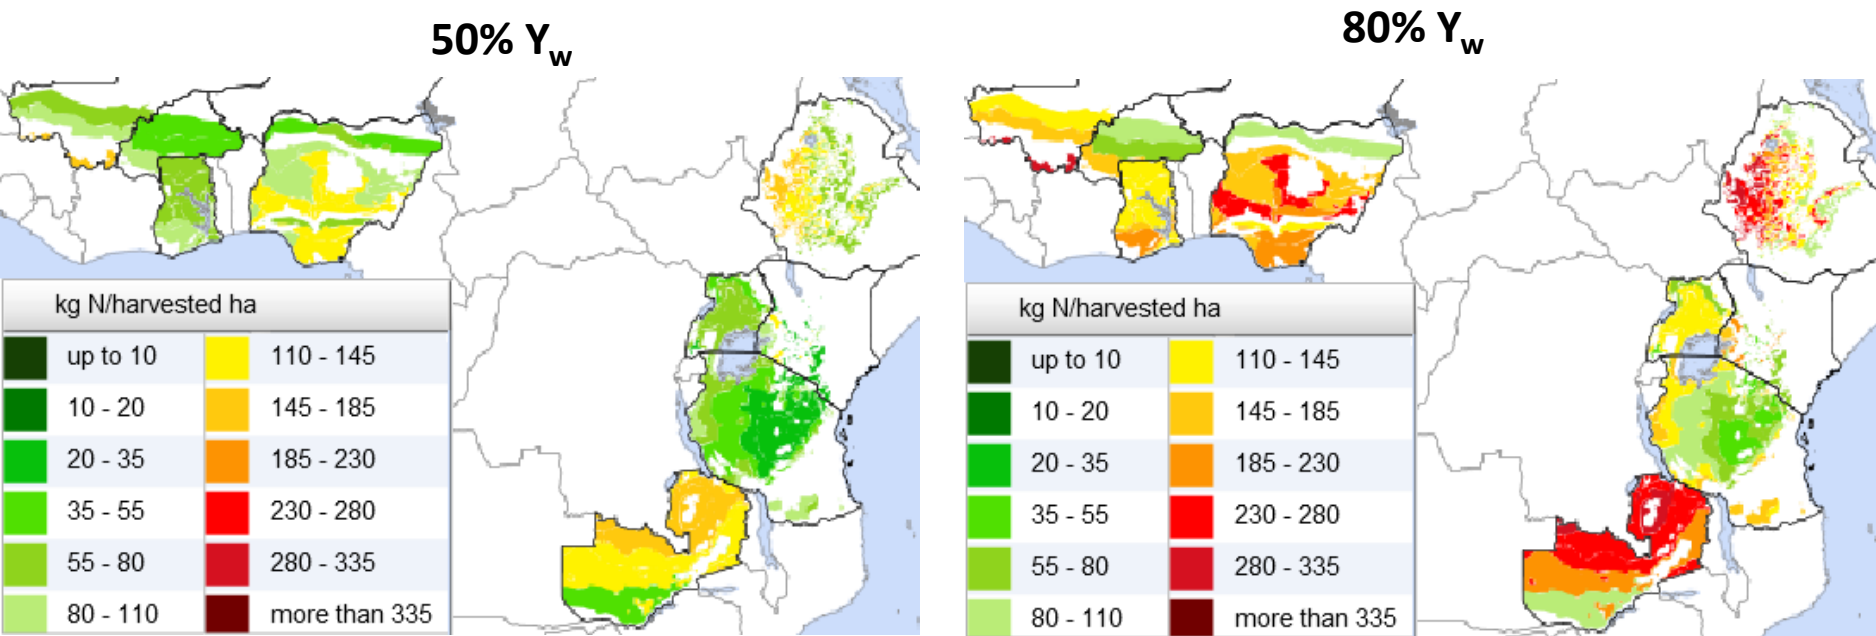 50% Yw
kg N/harvested ha
up to 10
110 - 145
10 - 20
145 - 185
20 - 35
185 - 230
35 - 55
230 - 280
55 - 80
280 - 335
80 - 110
more than 335
80% Yw
kg N/harvested ha
up to 10
110 - 145
10 - 20
145 - 185
20 - 35
185 - 230
35 - 55
230 - 280
55 - 80
280 - 335
80 - 110
more than 335